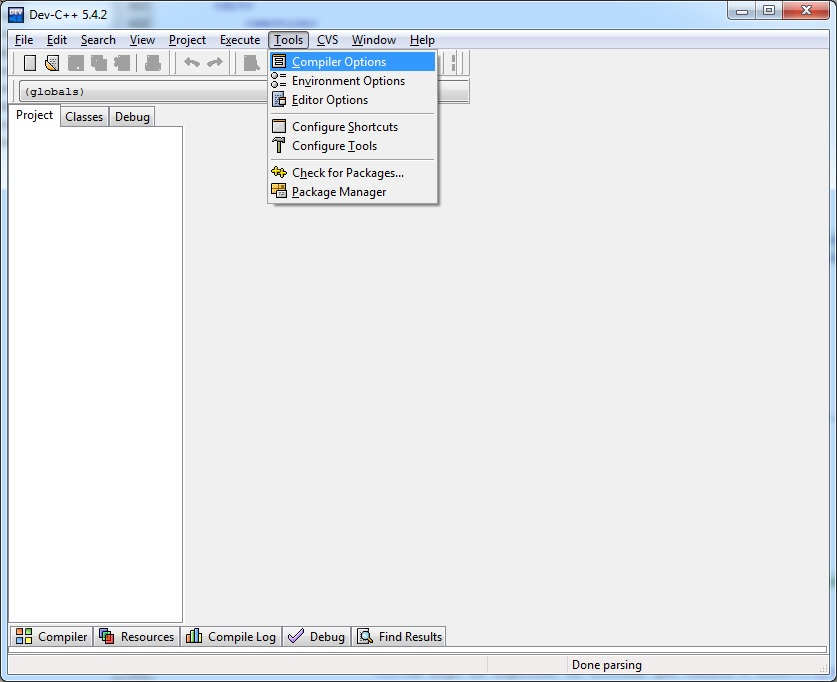 Dev-C++ 5.4.2
File Edit Search View Project Execute Tools CVS Window Help
Compiler Options
Environment Options
Editor Options
Configure Shortcuts
Configure Tools
Check for Packages...
Package Manager
(globals)
Project Classes Debug
Compiler Resources Compile Log Debug Find Results
Done parsing